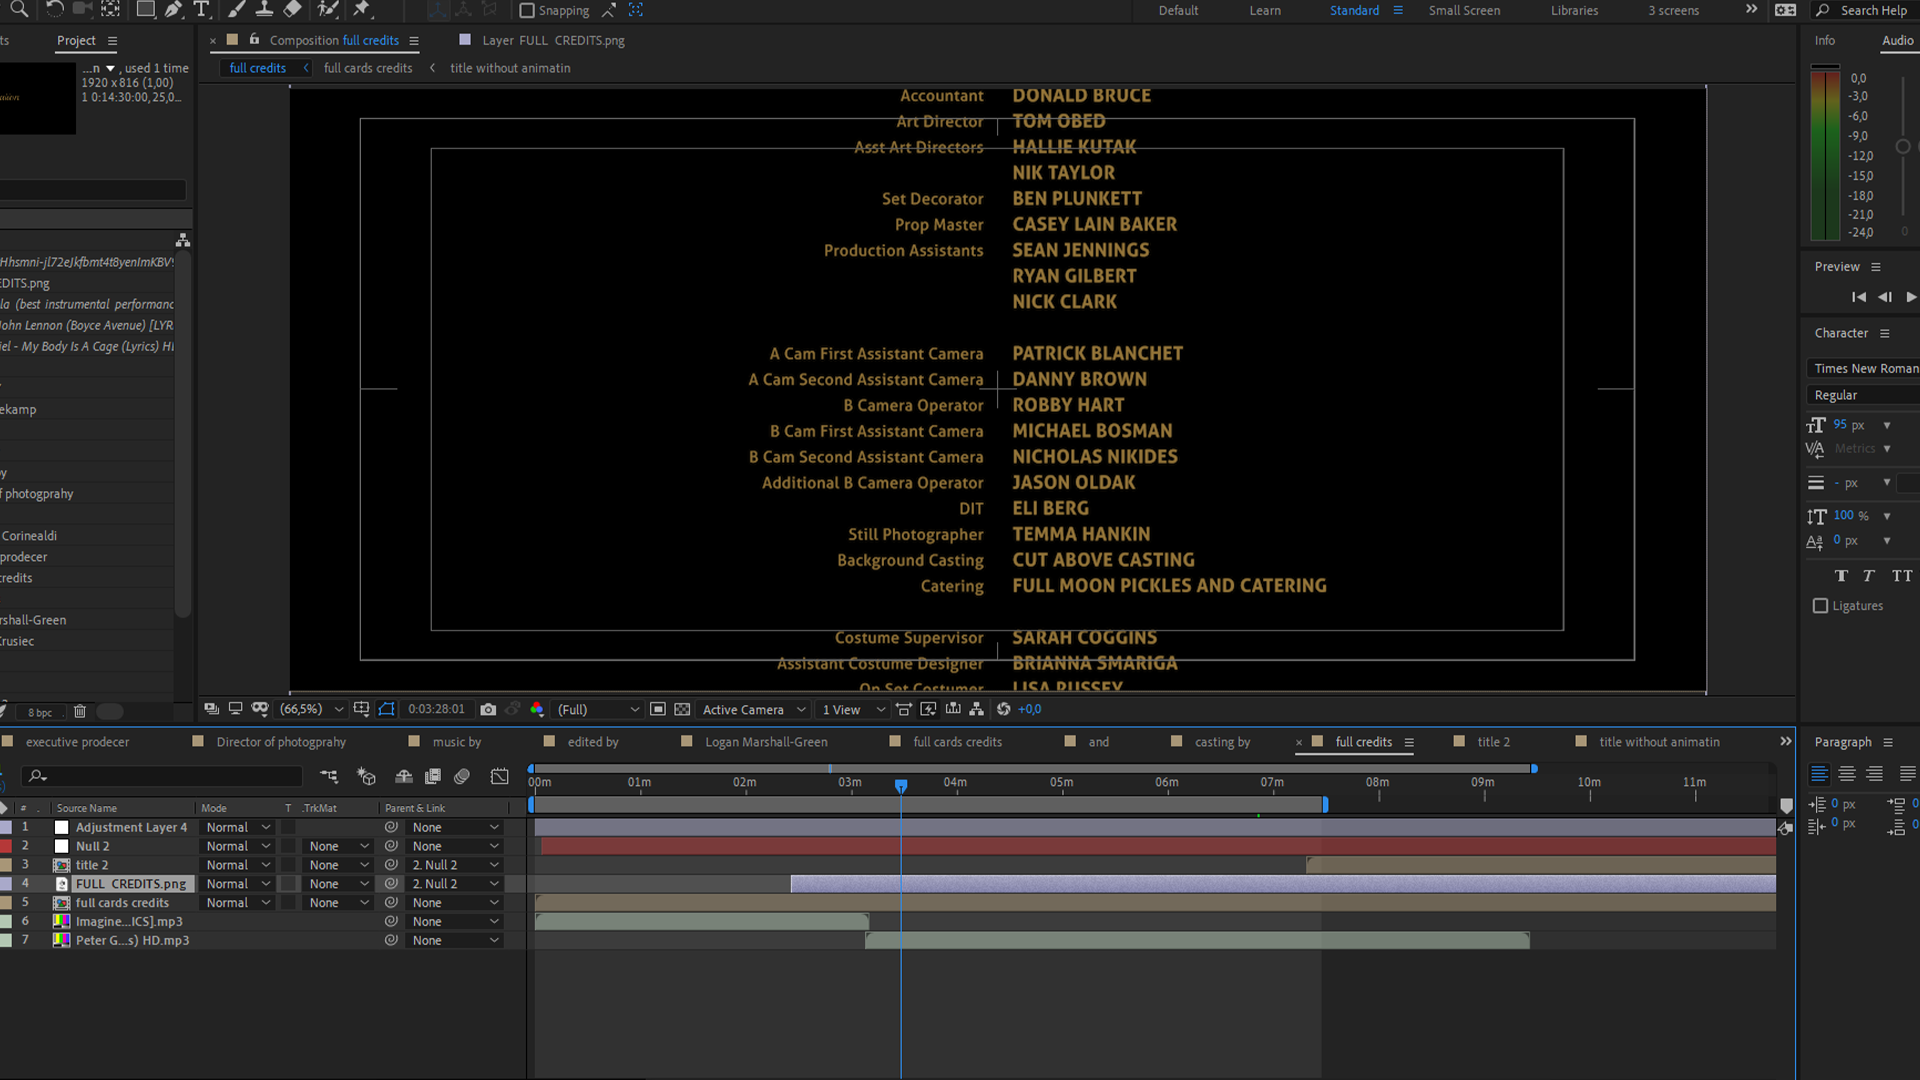 Snapping
Default
Learn
Standard
Small Screen
Libraries
3 screens
Search Help
ts
Project
Composition full credits
Layer FULL CREDITS.png
Info
Audio
...n , used 1 time
1920 x 816 (1,00)
1 0:14:30:00, 25,0...
full credits
full cards credits
title without animatin
0,0
-3,0
-6,0
-9,0
-12,0
-15,0
-18,0
-21,0
-24,0
0
Accountant DONALD BRUCE
Art Director TOM OBED
Asst Art Directors HALLIE KUTAK
NIK TAYLOR
Set Decorator BEN PLUNKETT
Prop Master CASEY LAIN BAKER
Production Assistants SEAN JENNINGS
RYAN GILBERT
NICK CLARK
A Cam First Assistant Camera PATRICK BLANCHET
A Cam Second Assistant Camera DANNY BROWN
B Camera Operator ROBBY HART
B Cam First Assistant Camera MICHAEL BOSMAN
B Cam Second Assistant Camera NICHOLAS NIKIDES
Additional B Camera Operator JASON OLDAK
DIT ELI BERG
Still Photographer TEMMA HANKIN
Background Casting CUT ABOVE CASTING
Catering FULL MOON PICKLES AND CATERING
Costume Supervisor SARAH COGGINS
Assistant Costume Designer BRIANNA SMARIGA
On Set Costumer LISA PUSSEY
Hhsmni-jl72eJkfbmt4t8yenImKBV
EDITS.png
la (best instrumental performanc
John Lennon (Boyce Avenue) [LYR
iel - My Body Is A Cage (Lyrics) HI
ekamp
y
f photograhy
Corinealdi
prodecer
credits
rshall-Green
Krusiec
8 bpc
Preview
Character
Times New Roman
Regular
95 px
Metrics
- px
100 %
0 px
T T TT
Ligatures
(66,5%)
0:03:28:01
(Full)
Active Camera
1 View
+0,0
executive prodecer
Director of photograhy
music by
edited by
Logan Marshall-Green
full cards credits
and
casting by
full credits
title 2
title without animatin
Paragraph
00m
01m
02m
03m
04m
05m
06m
07m
08m
09m
10m
11m
# Source Name Mode T .TrkMat Parent & Link
1 Adjustment Layer 4 Normal None
2 Null 2 Normal None None
3 title 2 Normal None 2. Null 2
4 FULL CREDITS.png Normal None 2. Null 2
5 full cards credits Normal None None
6 Imagine...ICS].mp3 None
7 Peter G...s) HD.mp3 None
0 px
0 px